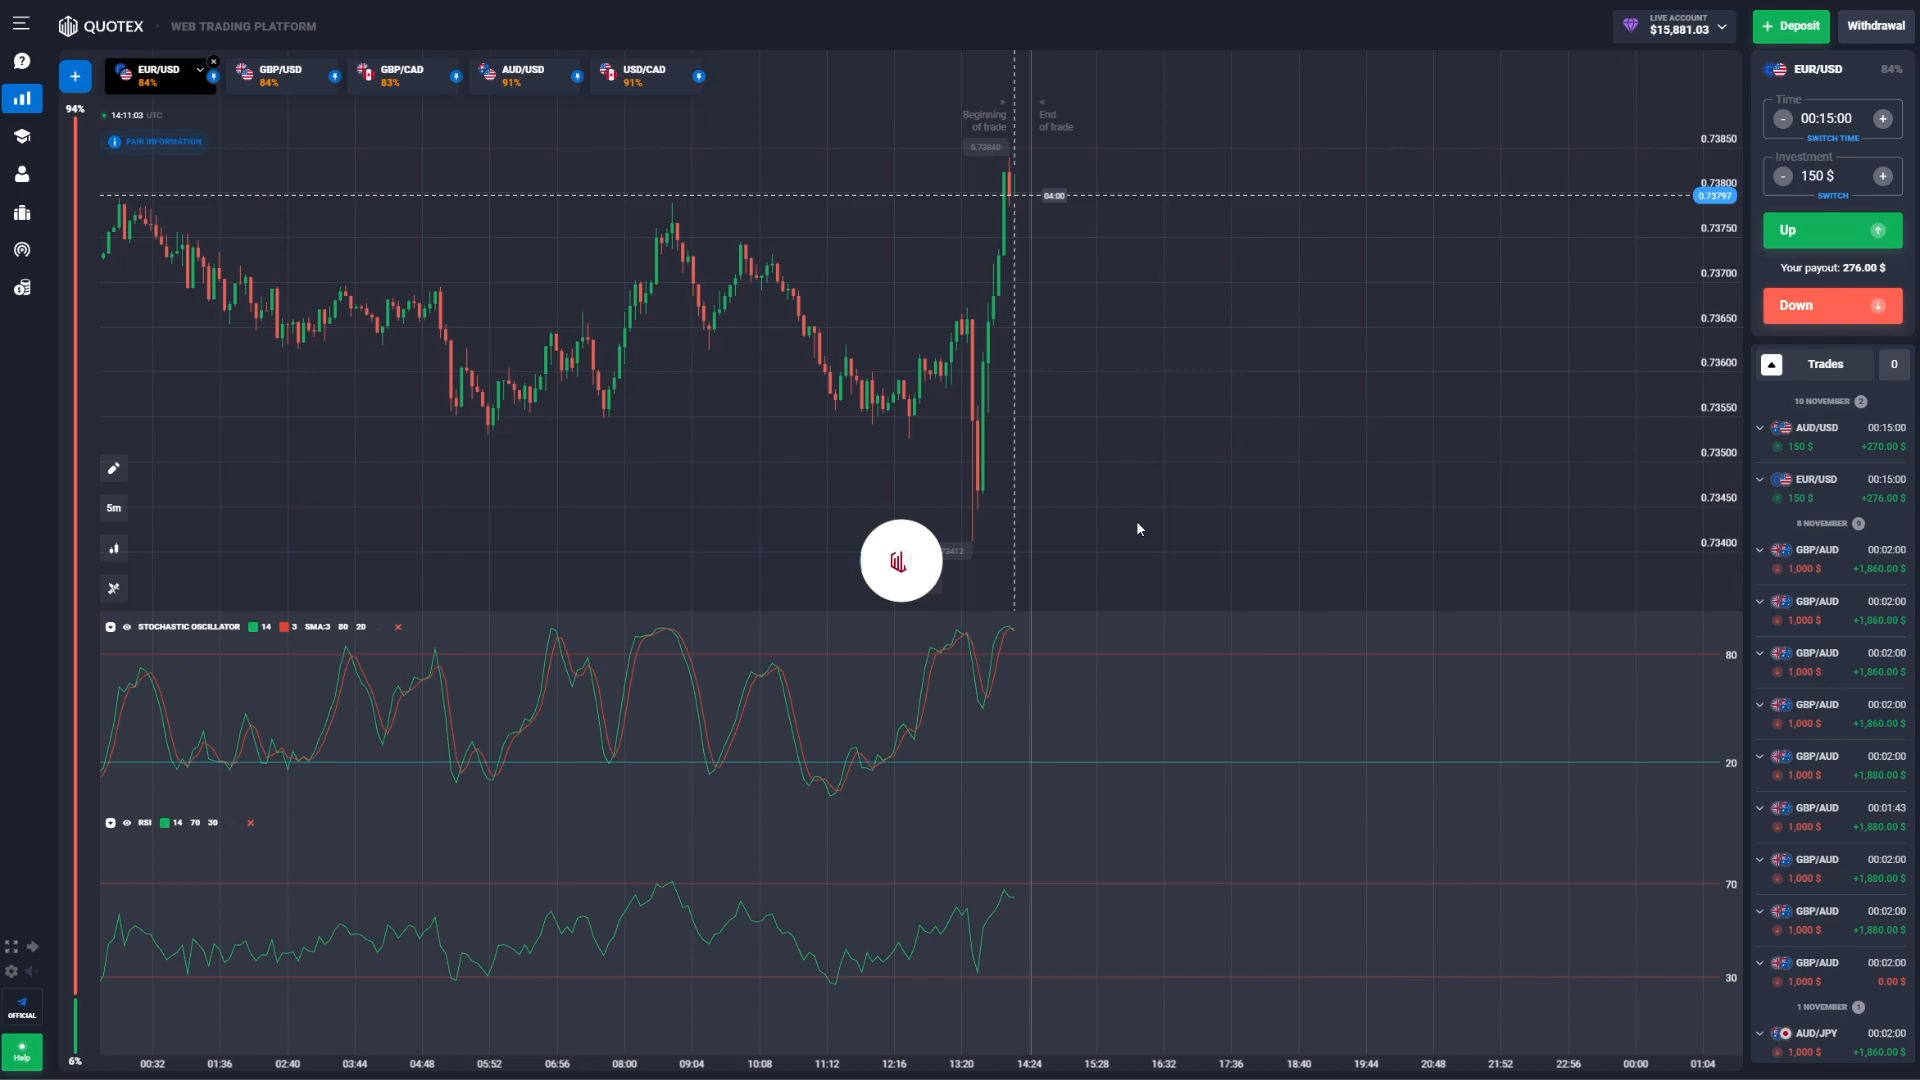 QUOTEX
WEB TRADING PLATFORM
LIVE ACCOUNT
$15,881.03
Deposit
Withdrawal
EUR/USD
84%
GBP/USD
84%
GBP/CAD
83%
AUD/USD
91%
USD/CAD
91%
94%
14:11:03 UTC
PAIR INFORMATION
Beginning
of trade
End
of trade
0.73840
04:00
0.73850
0.73800
0.73797
0.73750
0.73700
0.73650
0.73600
0.73550
0.73500
0.73450
0.73400
5m
STOCHASTIC OSCILLATOR 14 3 SMA:3 80 20
80
20
RSI 14 70 30
70
30
OFFICIAL
Help
6%
00:32 01:36 02:40 03:44 04:48 05:52 06:56 08:00 09:04 10:08 11:12 12:16 13:20 14:24 15:28 16:32 17:36 18:40 19:44 20:48 21:52 22:56 00:00 01:04
EUR/USD 84%
Time
- 00:15:00 +
SWITCH TIME
Investment
- 150 $ +
SWITCH
Up
Your payout: 276.00 $
Down
Trades 0
10 NOVEMBER 2
AUD/USD 00:15:00
150 $ +270.00 $
EUR/USD 00:15:00
150 $ +276.00 $
8 NOVEMBER 9
GBP/AUD 00:02:00
1,000 $ +1,860.00 $
GBP/AUD 00:02:00
1,000 $ +1,860.00 $
GBP/AUD 00:02:00
1,000 $ +1,860.00 $
GBP/AUD 00:02:00
1,000 $ +1,860.00 $
GBP/AUD 00:02:00
1,000 $ +1,880.00 $
GBP/AUD 00:01:43
1,000 $ +1,880.00 $
GBP/AUD 00:02:00
1,000 $ +1,880.00 $
GBP/AUD 00:02:00
1,000 $ +1,880.00 $
GBP/AUD 00:02:00
1,000 $ 0.00 $
1 NOVEMBER 1
AUD/JPY 00:02:00
1,000 $ +1,860.00 $